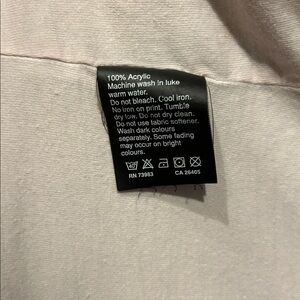 100% Acrylic
Machine wash in luke
warm water.
Do not bleach. Cool iron.
No iron on print. Tumble
dry low. Do not dry clean.
Do not use fabric softener.
Wash dark colours
separately. Some fading
may occur on bright
colours.
RN 73983 CA 26405